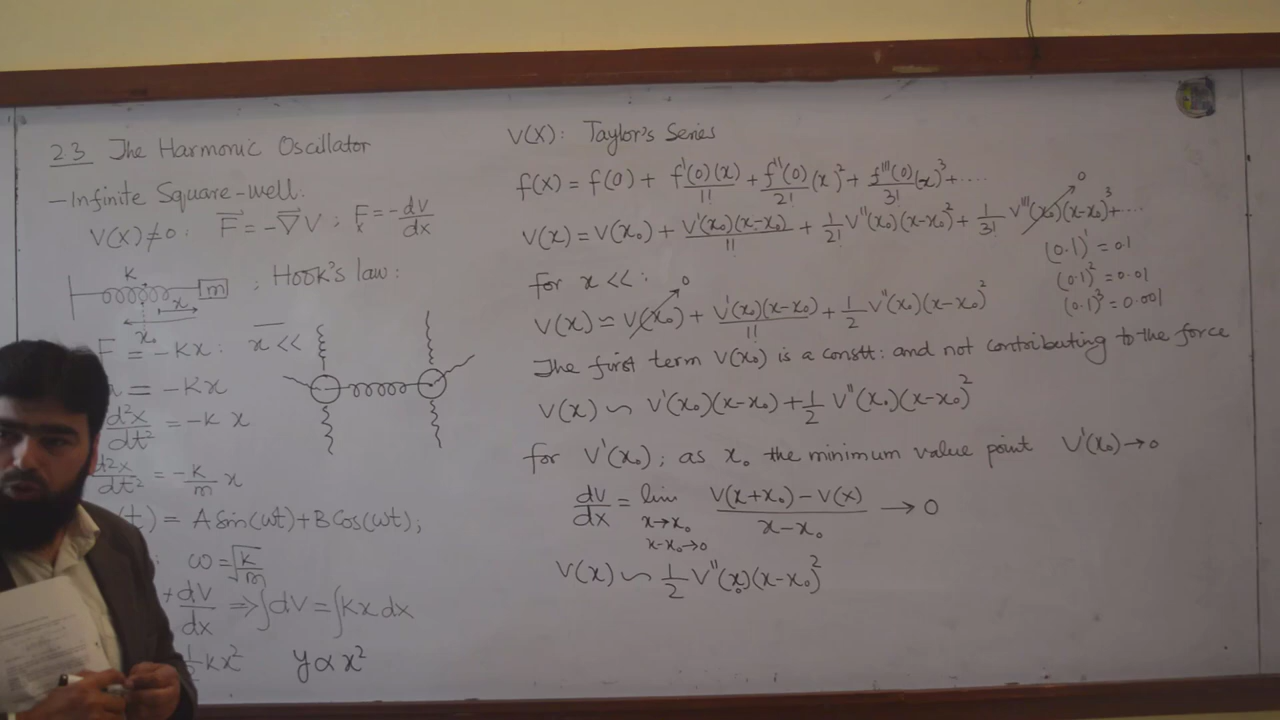 2.3 The Harmonic Oscillator
- Infinite Square-well.
V(x) ≠ 0 : F⃗ = -∇⃗V ; Fₓ = -dV/dx
K m ; Hook's law :
x
x₀
F = -Kx : x <<
= -Kx
d²x/dt² = -K x
d²x/dt² = -K/m x
(t) = A Sin(ωt) + B Cos(ωt) ;
: ω = √(K/m)
+dV/dx ⇒ ∫dV = ∫Kx dx
½Kx² y ∝ x²
V(x) : Taylor's Series
f(x) = f(0) + f'(0)(x)/1! + f''(0)(x)²/2! + f'''(0)(x)³/3! + ....
V(x) = V(x₀) + V'(x₀)(x-x₀)/1! + 1/2! V''(x₀)(x-x₀)² + 1/3! V'''(x₀)(x-x₀)³ + .... 0
(0.1)¹ = 0.1
(0.1)² = 0.01
(0.1)³ = 0.001
for x << :
V(x) ≃ V(x₀) + V'(x₀)(x-x₀)/1! + ½ V''(x₀)(x-x₀)² 0
The first term V(x₀) is a constt: and not contributing to the force
V(x) ∽ V'(x₀)(x-x₀) + ½ V''(x₀)(x-x₀)²
for V'(x₀) ; as x₀ the minimum value point V'(x₀) → 0
dV/dx = lim x→x₀ x-x₀→0 V(x+x₀) - V(x)/x-x₀ → 0
V(x) ∽ ½ V''(x₀)(x-x₀)²